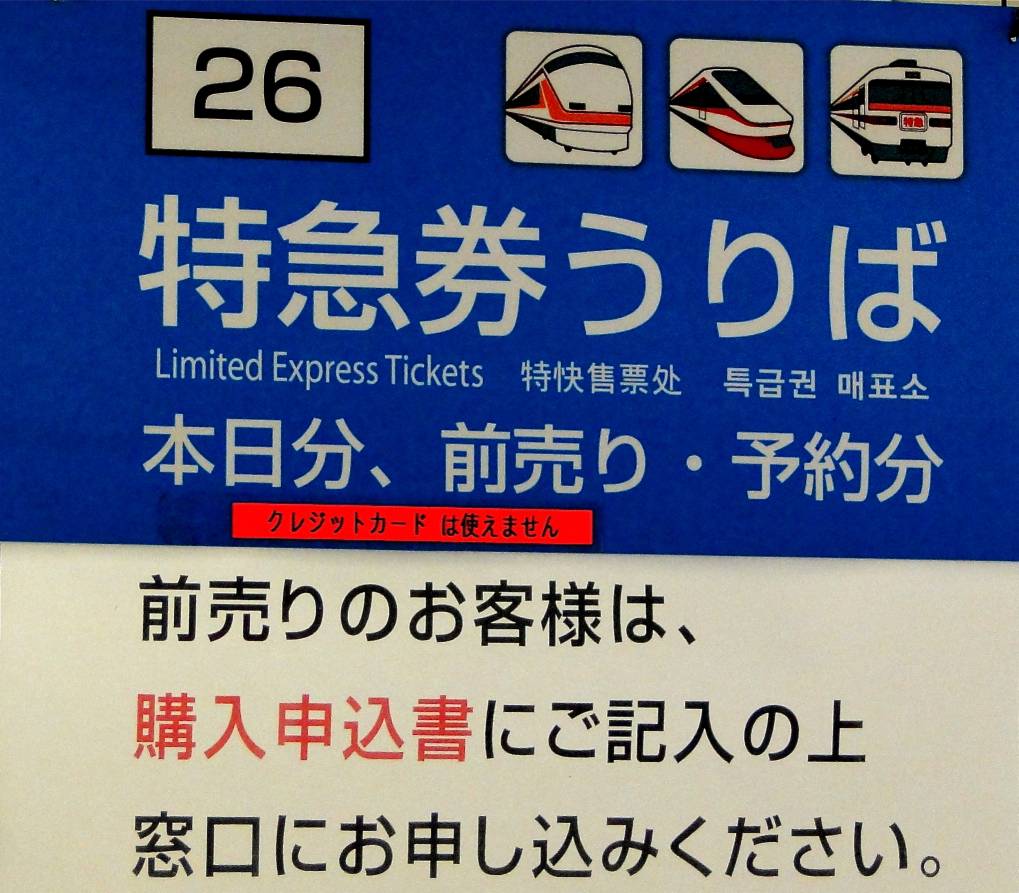 26
特急
特急券うりば
Limited Express Tickets 特快售票处 특급권 매표소
本日分、前売り・予約分
クレジットカード は使えません
前売りのお客様は、
購入申込書にご記入の上
窓口にお申し込みください。